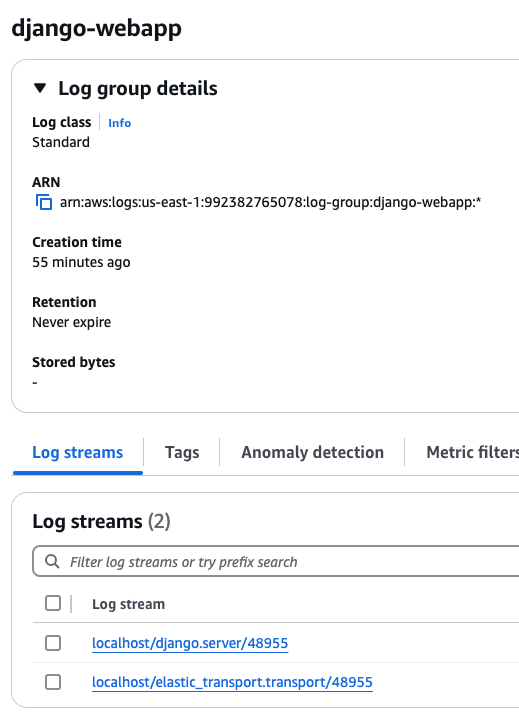 django-webapp
▼ Log group details
Log class Info
Standard
ARN
arn:aws:logs:us-east-1:992382765078:log-group:django-webapp:*
Creation time
55 minutes ago
Retention
Never expire
Stored bytes
-
Log streams Tags Anomaly detection Metric filters
Log streams (2)
Filter log streams or try prefix search
Log stream
localhost/django.server/48955
localhost/elastic_transport.transport/48955